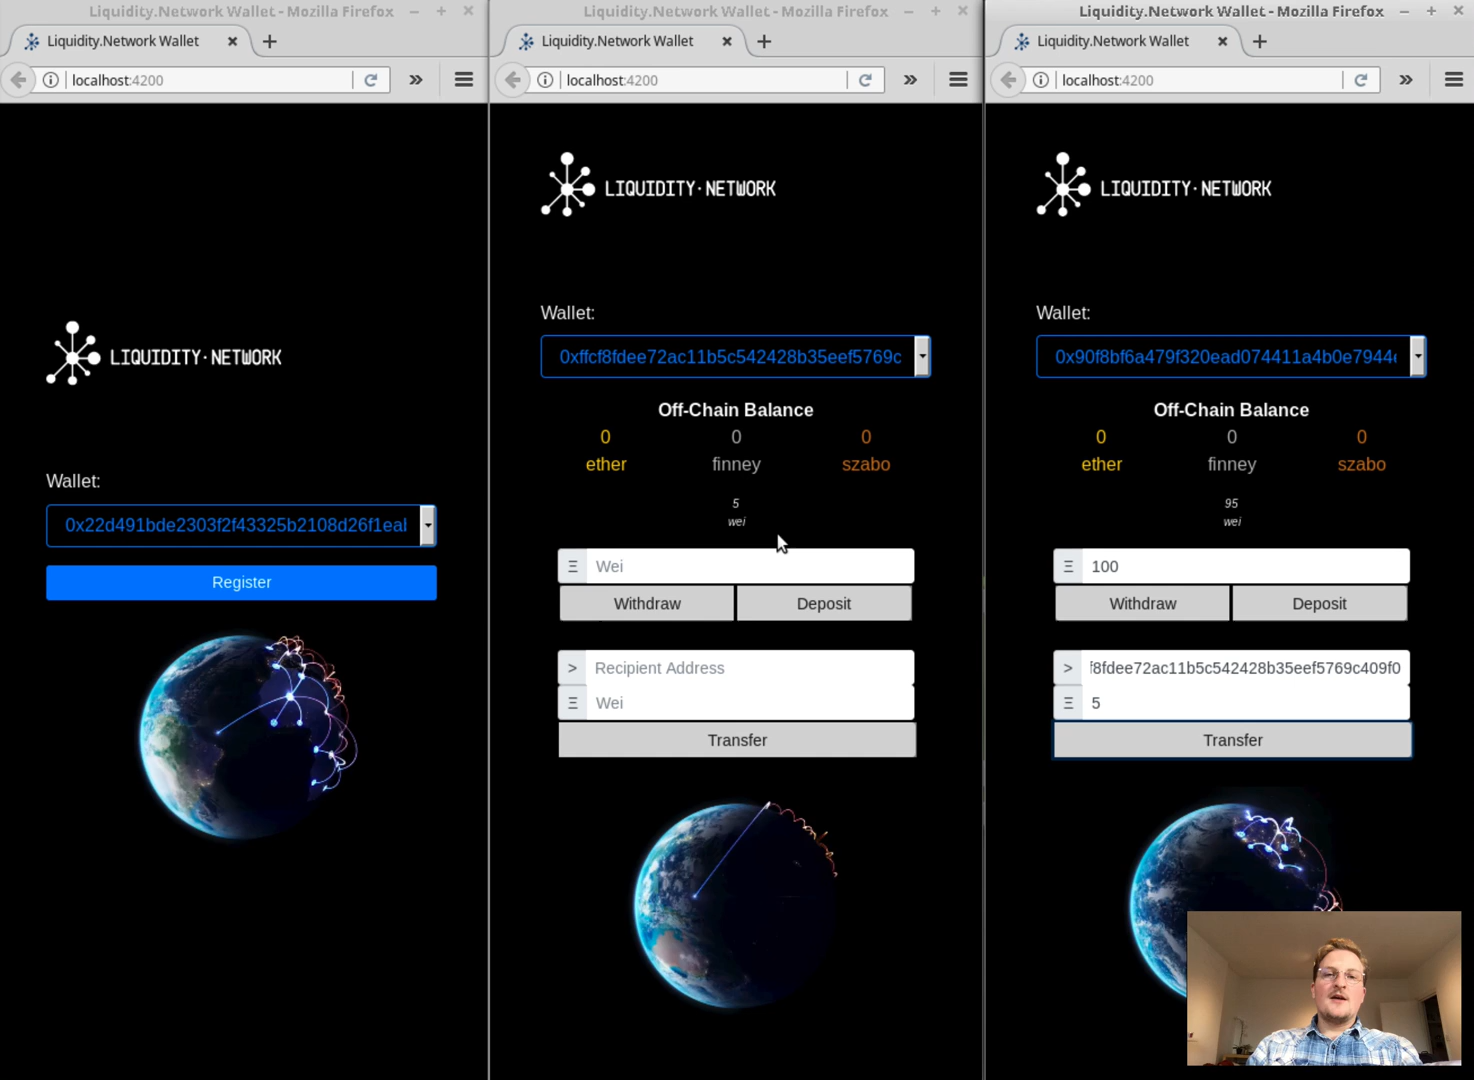 Liquidity.Network Wallet - Mozilla Firefox
Liquidity.Network Wallet
localhost:4200
LIQUIDITY·NETWORK
Wallet:
0x22d491bde2303f2f43325b2108d26f1eal
Register
Liquidity.Network Wallet - Mozilla Firefox
Liquidity.Network Wallet
localhost:4200
LIQUIDITY·NETWORK
Wallet:
0xffcf8fdee72ac11b5c542428b35eef5769c
Off-Chain Balance
0 0 0
ether finney szabo
5
wei
Ξ Wei
Withdraw Deposit
> Recipient Address
Ξ Wei
Transfer
Liquidity.Network Wallet - Mozilla Firefox
Liquidity.Network Wallet
localhost:4200
LIQUIDITY·NETWORK
Wallet:
0x90f8bf6a479f320ead074411a4b0e7944e
Off-Chain Balance
0 0 0
ether finney szabo
95
wei
Ξ 100
Withdraw Deposit
> f8fdee72ac11b5c542428b35eef5769c409f0
Ξ 5
Transfer